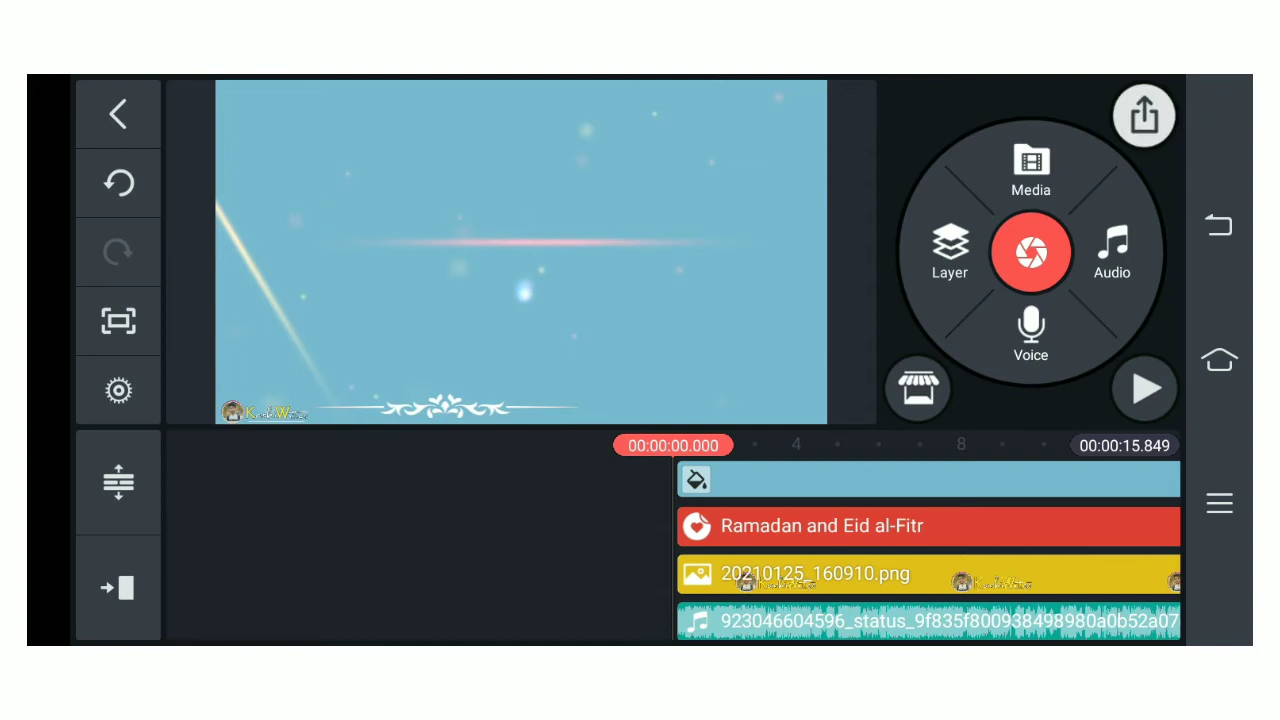 Media
Layer
Audio
Voice
00:00:00.000
4
8
00:00:15.849
Ramadan and Eid al-Fitr
20210125_160910.png
923046604596_status_9f835f800938498980a0b52a07